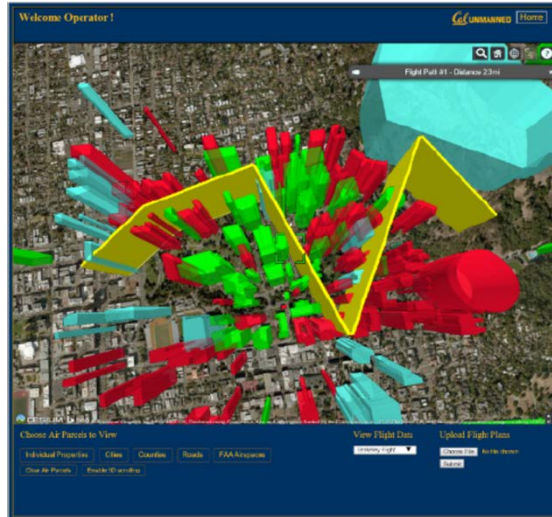 Welcome Operator !
Cal UNMANNED Home
Flight Path #1 - Distance 23mi
CESIUM
Choose Air Parcels to View
View Flight Data
Upload Flight Plans
Individual Properties Cities Counties Roads FAA Airspaces
Berkeley Flight
Choose File No file chosen
Clear Air Parcels Enable 3D scrolling
Submit